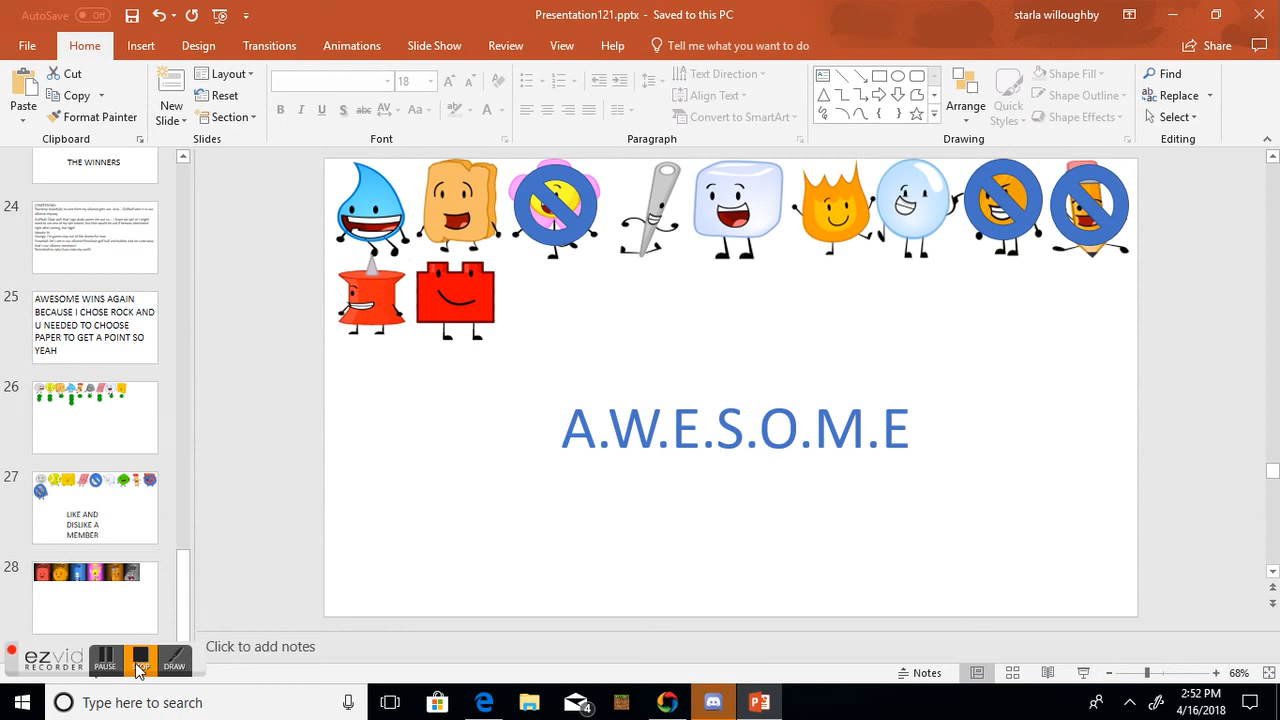 AutoSave Off Presentation121.pptx - Saved to this PC starla willoughby
File Home Insert Design Transitions Animations Slide Show Review View Help Tell me what you want to do Share
Paste Cut Copy Format Painter
Clipboard
New Slide Layout Reset Section
Slides
18
B I U S abc AV Aa A
Font
Text Direction Align Text Convert to SmartArt
Paragraph
Arrange Quick Styles Shape Fill Shape Outline Shape Effects
Drawing
Find Replace Select
Editing
THE WINNERS
24
25
AWESOME WINS AGAIN
BECAUSE I CHOSE ROCK AND
U NEEDED TO CHOOSE
PAPER TO GET A POINT SO
YEAH
26
27
LIKE AND
DISLIKE A
MEMBER
28
A.W.E.S.O.M.E
ezvid
RECORDER
PAUSE STOP DRAW
Click to add notes
Notes 68%
Type here to search
4
2:52 PM
4/16/2018